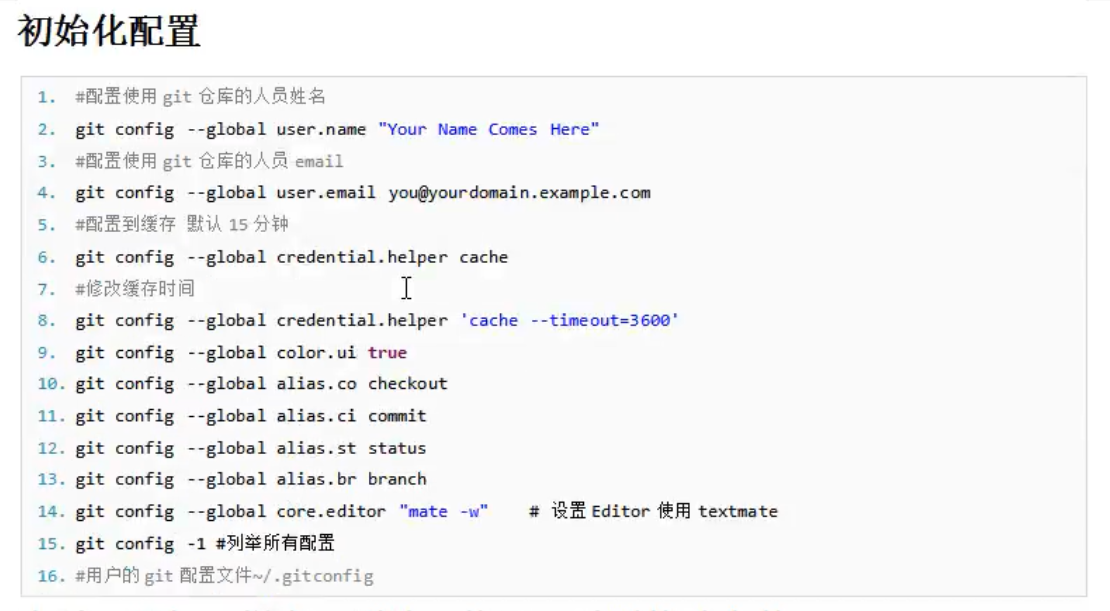 初始化配置
1. #配置使用 git 仓库的人员姓名
2. git config --global user.name "Your Name Comes Here"
3. #配置使用 git 仓库的人员 email
4. git config --global user.email you@yourdomain.example.com
5. #配置到缓存 默认 15 分钟
6. git config --global credential.helper cache
7. #修改缓存时间
8. git config --global credential.helper 'cache --timeout=3600'
9. git config --global color.ui true
10. git config --global alias.co checkout
11. git config --global alias.ci commit
12. git config --global alias.st status
13. git config --global alias.br branch
14. git config --global core.editor "mate -w" # 设置 Editor 使用 textmate
15. git config -1 #列举所有配置
16. #用户的 git 配置文件~/.gitconfig